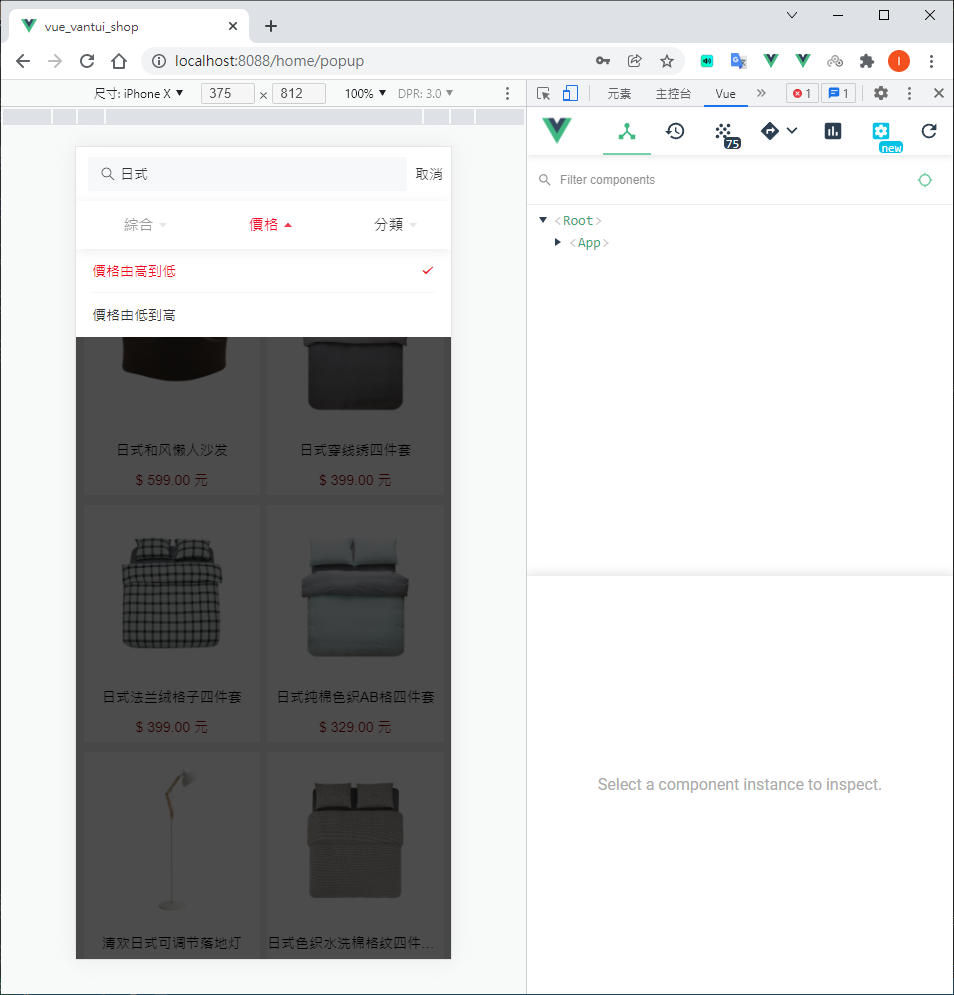 vue_vantui_shop
localhost:8088/home/popup
尺寸: iPhone X ▼ 375 × 812 100% ▼ DPR: 3.0 ▼
元素 主控台 Vue » 1 1
75
new
日式 取消
綜合 價格 分類
價格由高到低
價格由低到高
日式和风懒人沙发 日式穿线绣四件套
$ 599.00 元 $ 399.00 元
日式法兰绒格子四件套 日式纯棉色织AB格四件套
$ 399.00 元 $ 329.00 元
清欢日式可调节落地灯 日式色织水洗棉格纹四件...
Filter components
▼ <Root>
▶ <App>
Select a component instance to inspect.
I